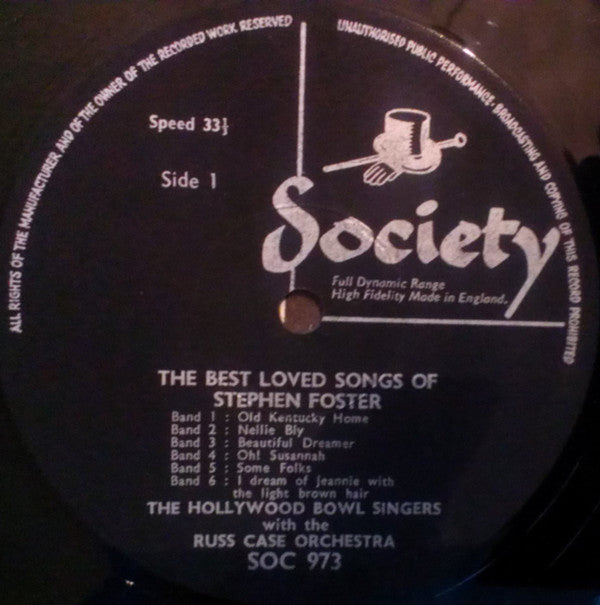 ALL RIGHTS OF THE MANUFACTURER AND OF THE OWNER OF THE RECORDED WORK RESERVED
UNAUTHORISED PUBLIC PERFORMANCE, BROADCASTING AND COPYING OF THIS RECORD PROHIBITED
Speed 33⅓
Side 1
Society
Full Dynamic Range
High Fidelity Made in England.
THE BEST LOVED SONGS OF
STEPHEN FOSTER
Band 1 : Old Kentucky Home
Band 2 : Nellie Bly
Band 3 : Beautiful Dreamer
Band 4 : Oh! Susannah
Band 5 : Some Folks
Band 6 : I dream of Jeannie with
the light brown hair
THE HOLLYWOOD BOWL SINGERS
with the
RUSS CASE ORCHESTRA
SOC 973